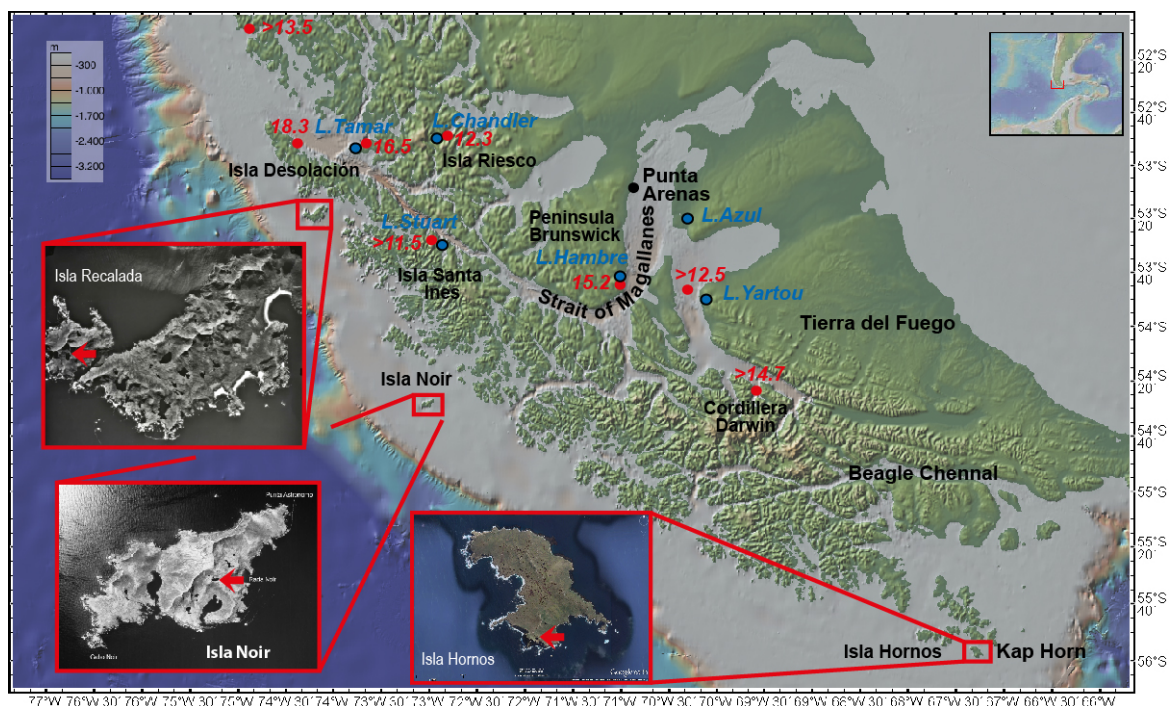 >13.5
m
-300
-1.000
-1.700
-2.400
-3.200
18.3
L.Tamar
16.5
L.Chandler
12.3
Isla Riesco
Isla Desolación
Punta
Arenas
Peninsula
Brunswick
L.Azul
L.Stuart
>11.5
Isla Santa
Ines
L.Hambre
15.2
Strait of Magallanes
>12.5
L.Yartou
Tierra del Fuego
Isla Recalada
Isla Noir
>14.7
Cordillera
Darwin
Beagle Chennal
Punta Astronomo
Rada Noir
Isla Noir
Isla Hornos
Isla Hornos
Kap Horn
52°S
20´
52°S
40´
53°S
53°S
20´
53°S
40´
54°S
54°S
20´
54°S
40´
55°S
55°S
20´
55°S
40´
56°S
77°W 76°W 30´ 76°W 75°W 30´ 75°W 74°W 30´ 74°W 73°W 30´ 73°W 72°W 30´ 72°W 71°W 30´ 71°W 70°W 30´ 70°W 69°W 30´ 69°W 68°W 30´ 68°W 67°W 30´ 67°W 66°W 30´ 66°W